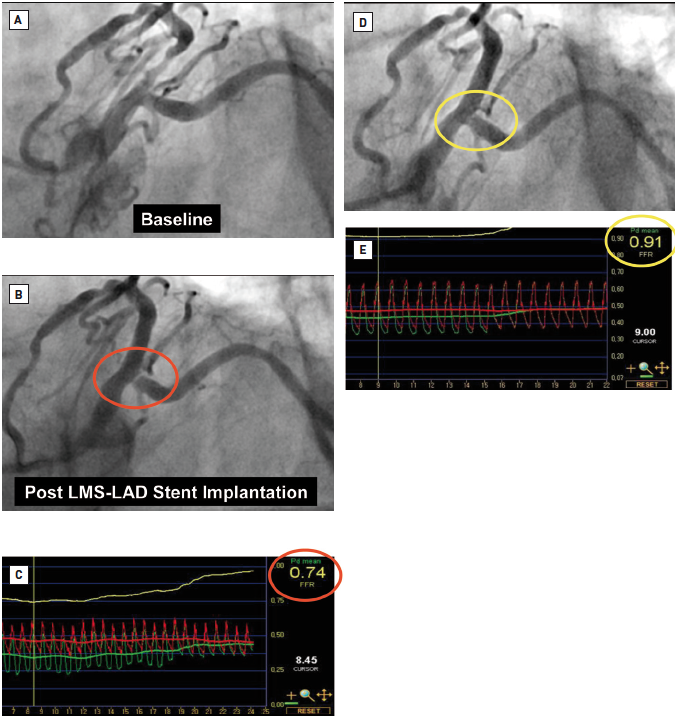 A
Baseline
B
Post LMS-LAD Stent Implantation
C
Pd mean
0.74
FFR
1.00
0.75
0.50
0.25
0.00
8.45
CURSOR
RESET
7 8 9 10 11 12 13 14 15 16 17 18 19 20 21 22 23 24 25
D
E
Pd mean
0.91
FFR
0.90
0.80
0.70
0.60
0.50
0.40
0.30
0.20
0.07
9.00
CURSOR
RESET
8 9 10 11 12 13 14 15 16 17 18 19 20 21 22